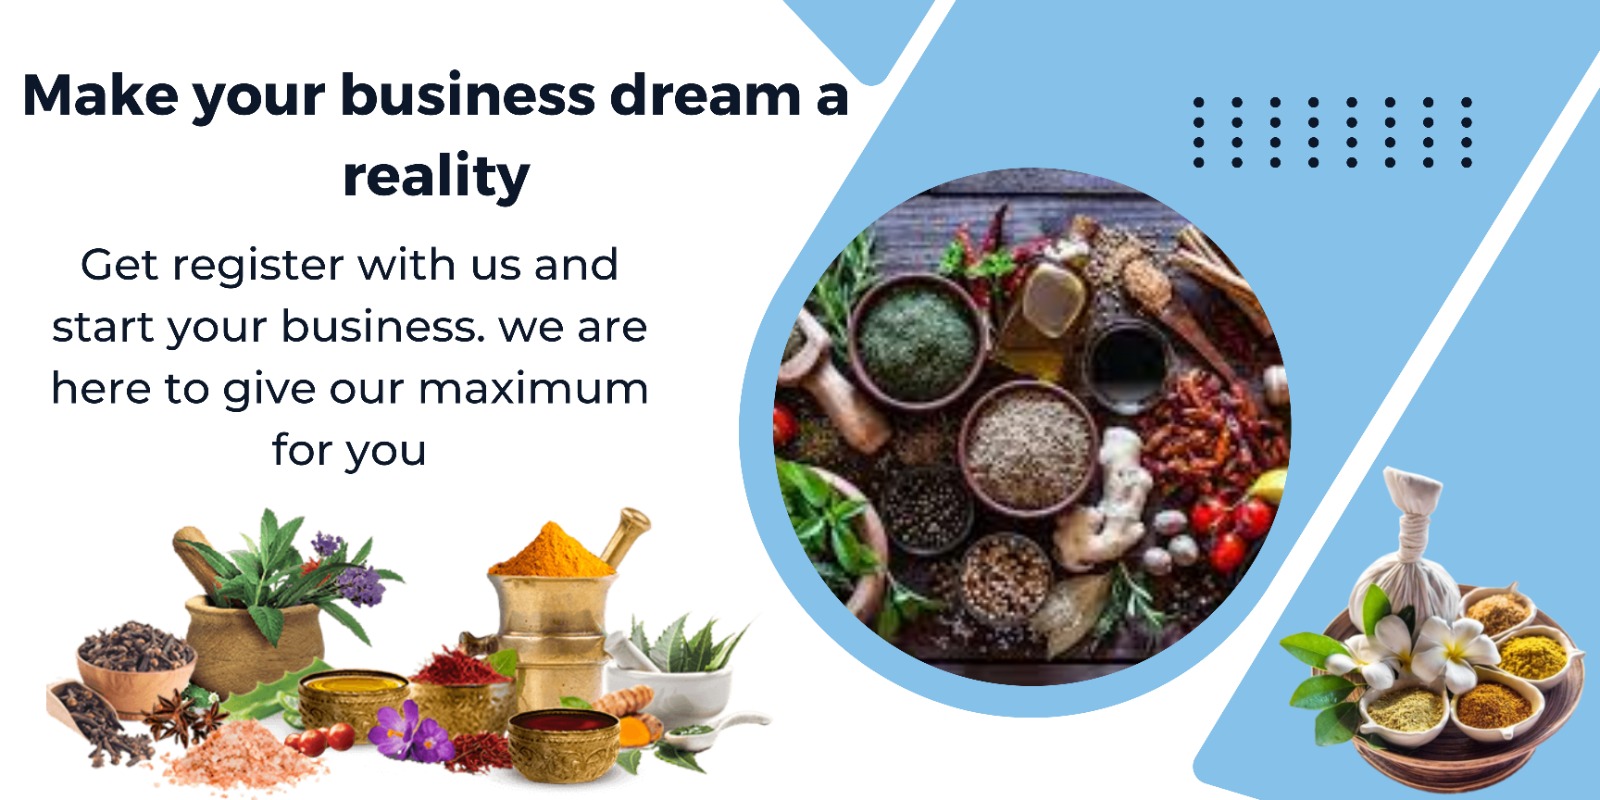 Make your business dream a
reality
Get register with us and
start your business. we are
here to give our maximum
for you